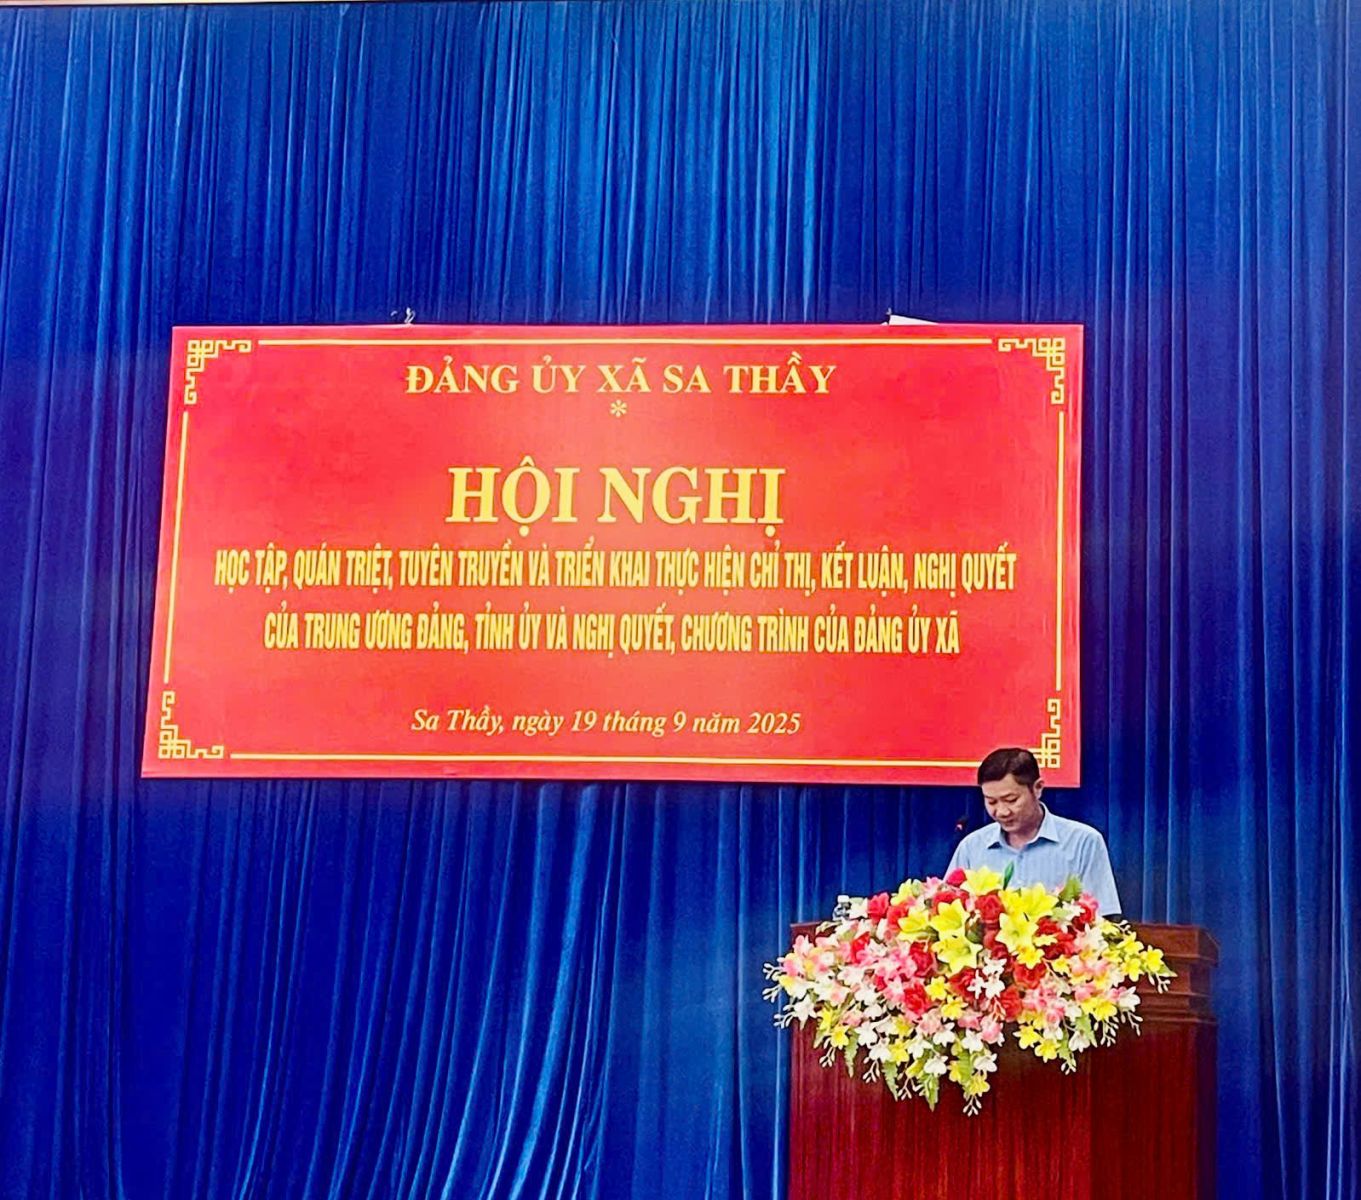 ĐẢNG ỦY XÃ SA THẦY
*
HỘI NGHỊ
HỌC TẬP, QUÁN TRIỆT, TUYÊN TRUYỀN VÀ TRIỂN KHAI THỰC HIỆN CHỈ THỊ, KẾT LUẬN, NGHỊ QUYẾT
CỦA TRUNG ƯƠNG ĐẢNG, TỈNH ỦY VÀ NGHỊ QUYẾT, CHƯƠNG TRÌNH CỦA ĐẢNG ỦY XÃ
Sa Thầy, ngày 19 tháng 9 năm 2025